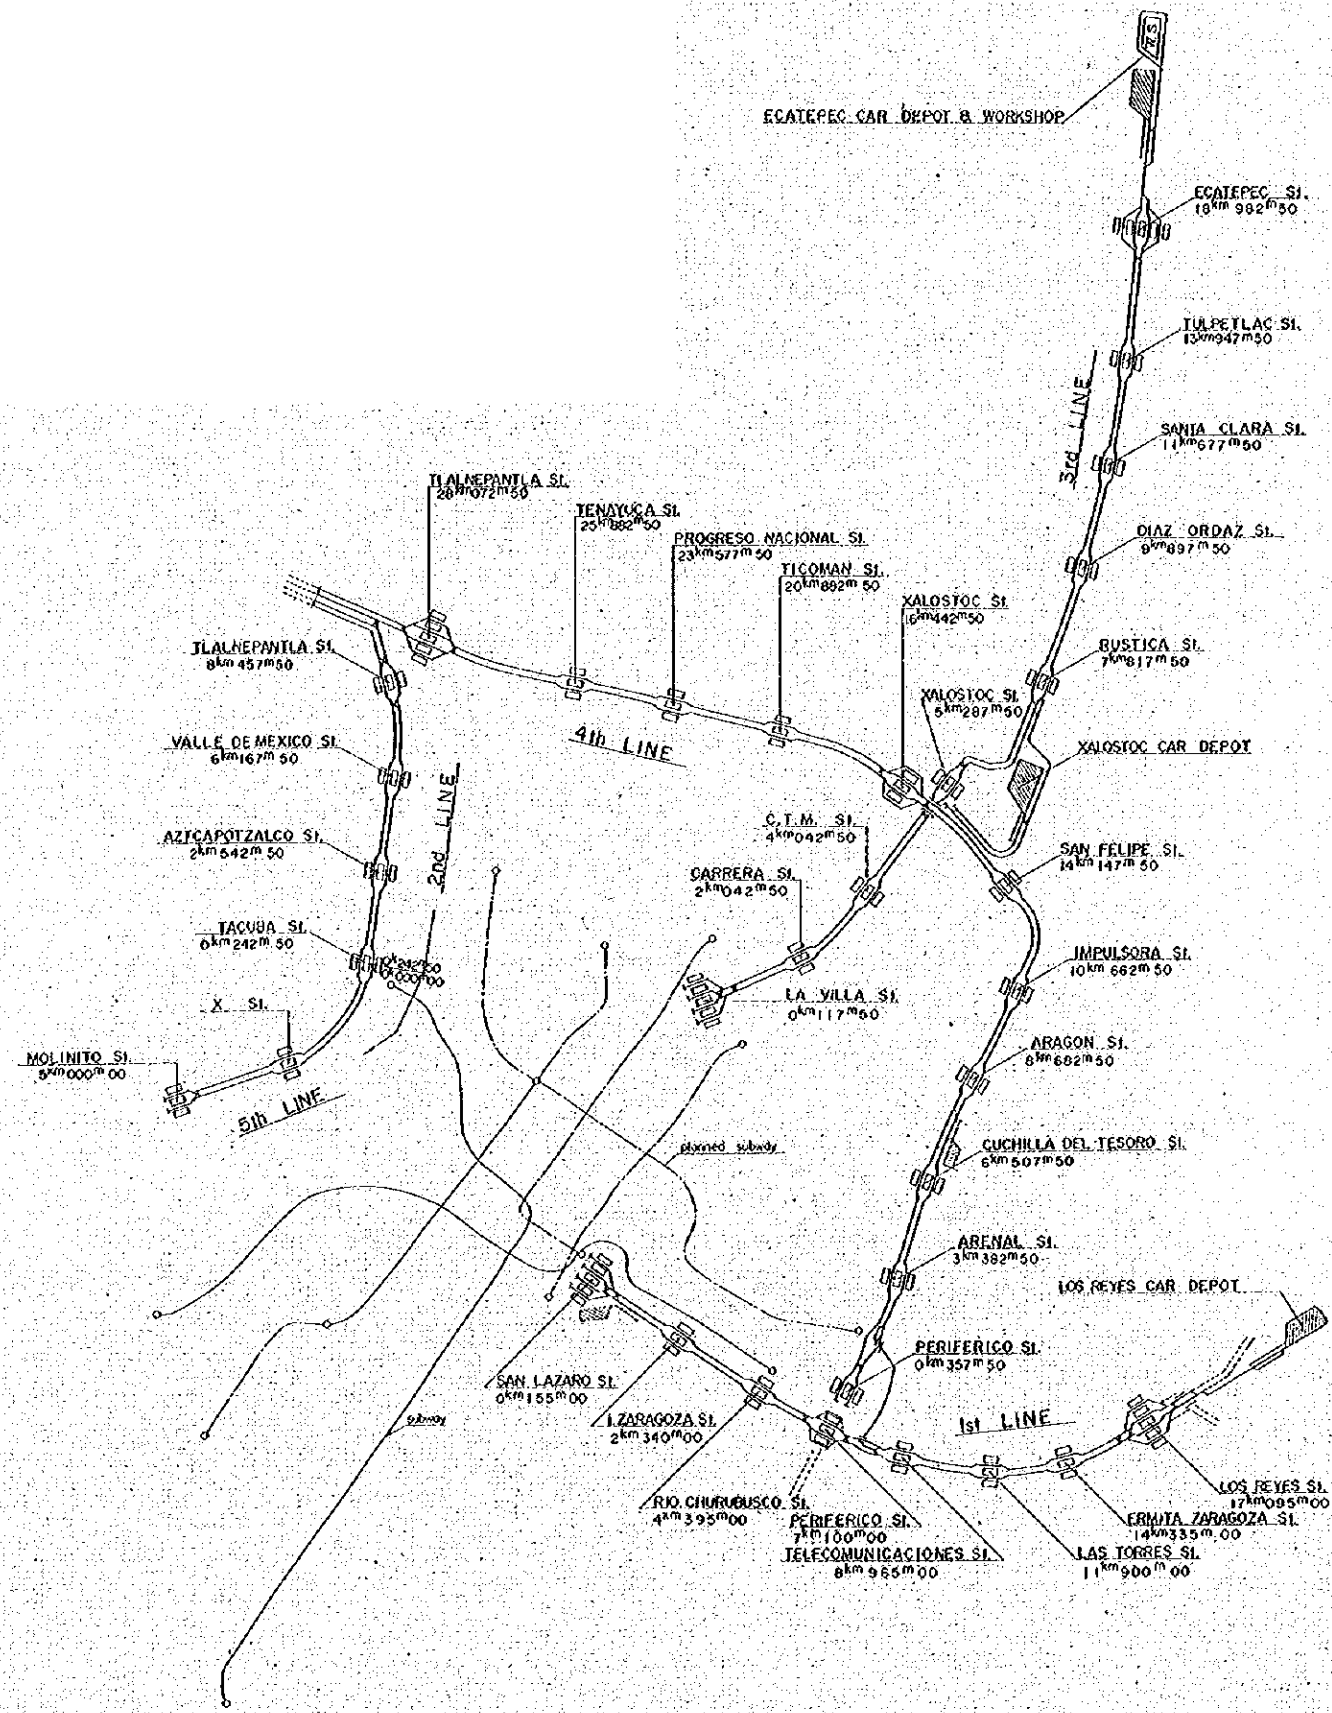 W.S
ECATEPEC CAR DEPOT & WORKSHOP
ECATEPEC St.
18km 982m50
TULPETLAC St.
13km947m50
3rd LINE
SANTA CLARA St.
11km677m50
DIAZ ORDAZ St.
9km897m50
TLALNEPANTLA St.
28km072m50
TENAYUCA St.
25km882m50
PROGRESO NACIONAL St.
23km577m50
TICOMAN St.
20km882m50
XALOSTOC St.
16km442m50
RUSTICA St.
7km817m50
TLALNEPANTLA St.
8km457m50
XALOSTOC St.
5km287m50
4th LINE
VALLE DE MEXICO St.
6km167m50
XALOSTOC CAR DEPOT
2nd LINE
C.T.M. St.
4km042m50
AZTCAPOTZALCO St.
2km542m50
SAN FELIPE St.
14km147m50
CARRERA St.
2km042m50
TACUBA St.
0km242m50
0km242m50
0km000m00
IMPULSORA St.
10km662m50
LA VILLA St.
0km117m50
X St.
ARAGON St.
8km682m50
MOLINITO St.
5km000m00
5th LINE
planned subway
CUCHILLA DEL TESORO St.
6km507m50
ARENAL St.
3km382m50
LOS REYES CAR DEPOT
PERIFERICO St.
0km357m50
SAN LAZARO St.
0km155m00
subway
I.ZARAGOZA St.
2km340m00
1st LINE
RIO CHURUBUSCO St.
4km395m00
PERIFERICO St.
7km100m00
TELECOMUNICACIONES St.
8km965m00
LOS REYES St.
17km095m00
ERMITA ZARAGOZA St.
14km335m00
LAS TORRES St.
11km900m00